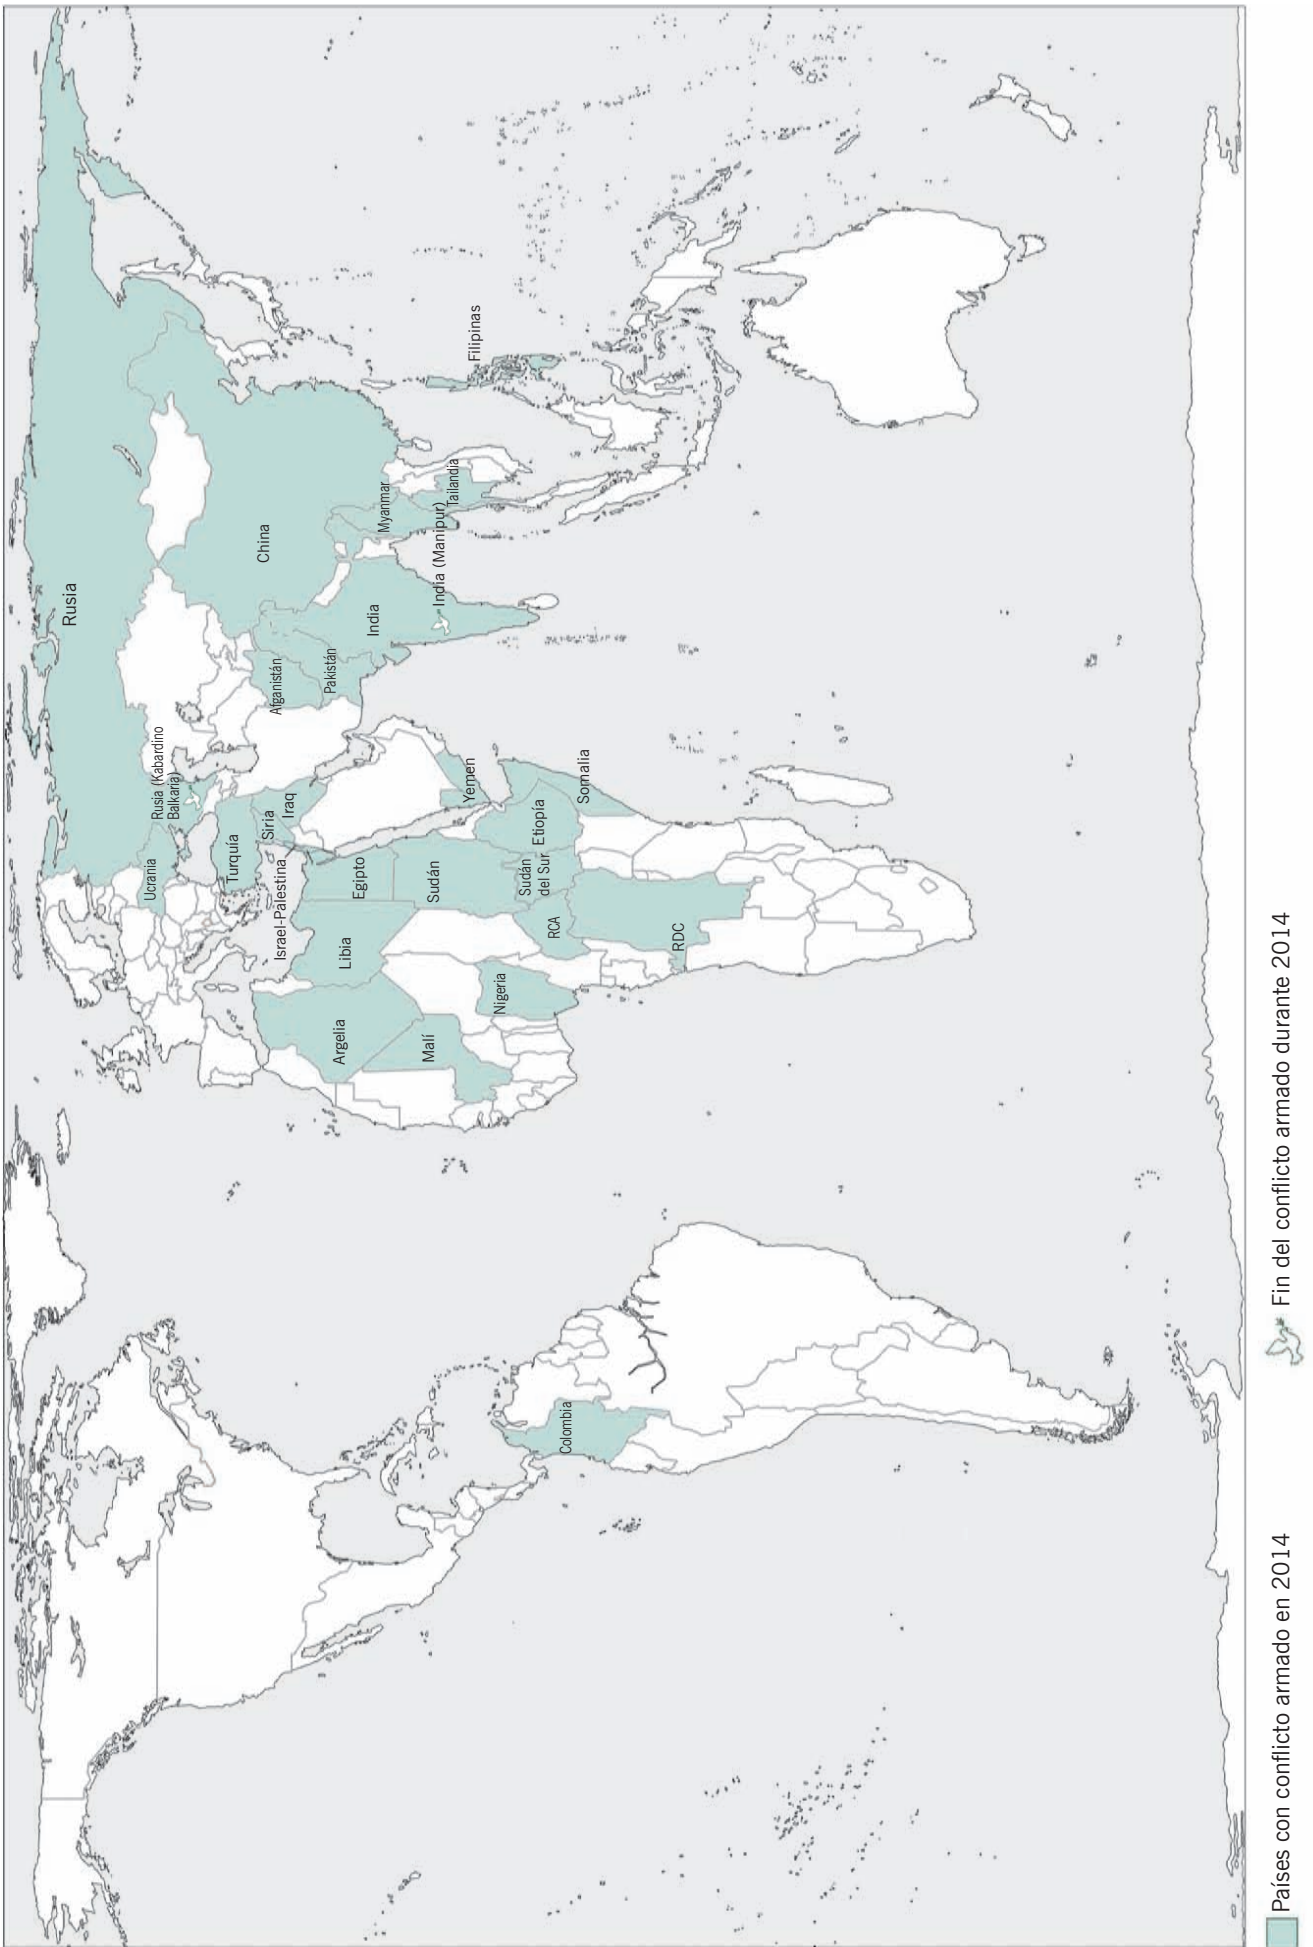 Rusia
Rusia (Kabardino
Balkaria)
Ucrania
Turquía
Siria
Iraq
Israel-Palestina
Afganistán
Pakistán
China
India
India (Manipur)
Myanmar
Tailandia
Filipinas
Yemen
Argelia
Libia
Egipto
Malí
Nigeria
Sudán
Sudán
del Sur
Etiopía
Somalia
RCA
RDC
Colombia
Países con conflicto armado en 2014
Fin del conflicto armado durante 2014